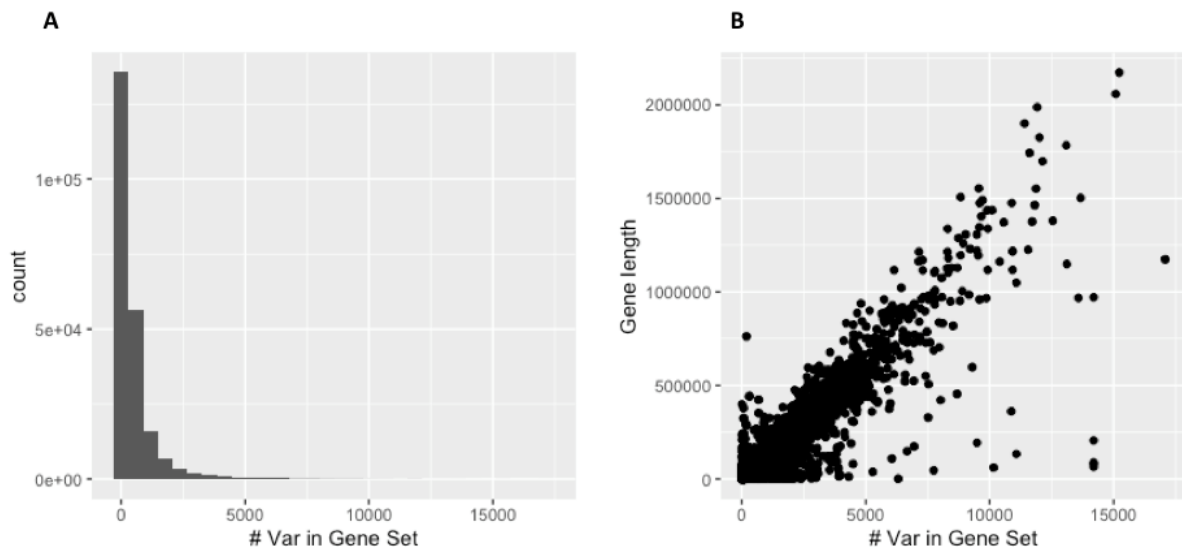 A
1e+05
5e+04
0e+00
count
0
5000
10000
15000
# Var in Gene Set
B
2000000
1500000
1000000
500000
0
Gene length
0
5000
10000
15000
# Var in Gene Set